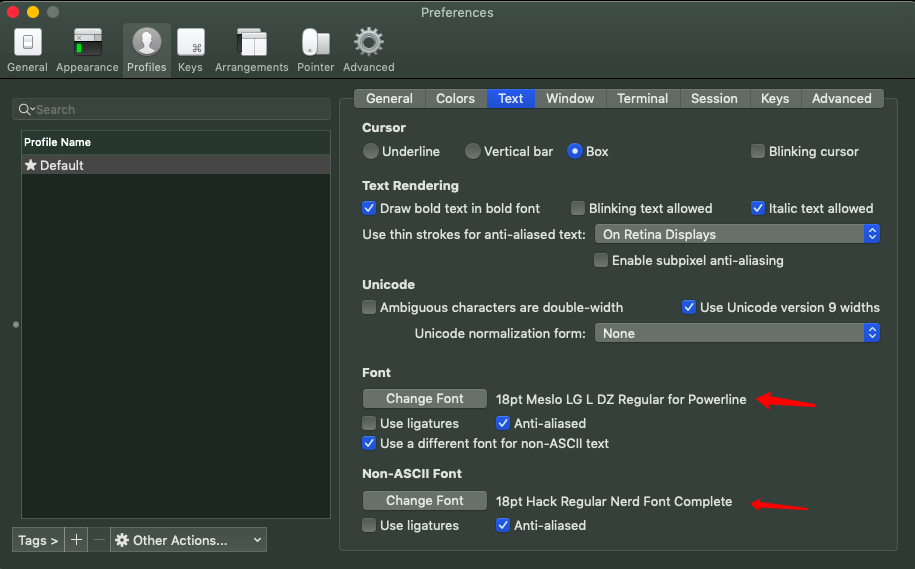 Preferences
General Appearance Profiles Keys Arrangements Pointer Advanced
Search
Profile Name
Default
General Colors Text Window Terminal Session Keys Advanced
Cursor
Underline Vertical bar Box Blinking cursor
Text Rendering
Draw bold text in bold font Blinking text allowed Italic text allowed
Use thin strokes for anti-aliased text: On Retina Displays
Enable subpixel anti-aliasing
Unicode
Ambiguous characters are double-width Use Unicode version 9 widths
Unicode normalization form: None
Font
Change Font 18pt Meslo LG L DZ Regular for Powerline
Use ligatures Anti-aliased
Use a different font for non-ASCII text
Non-ASCII Font
Change Font 18pt Hack Regular Nerd Font Complete
Use ligatures Anti-aliased
Tags > + − Other Actions...